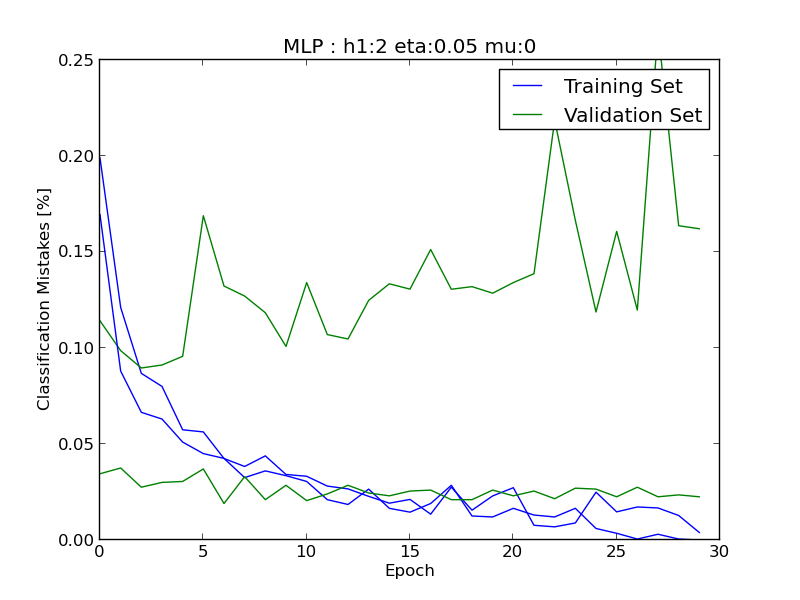 MLP : h1:2 eta:0.05 mu:0
Training Set
Validation Set
Classification Mistakes [%]
0.25
0.20
0.15
0.10
0.05
0.00
0 5 10 15 20 25 30
Epoch